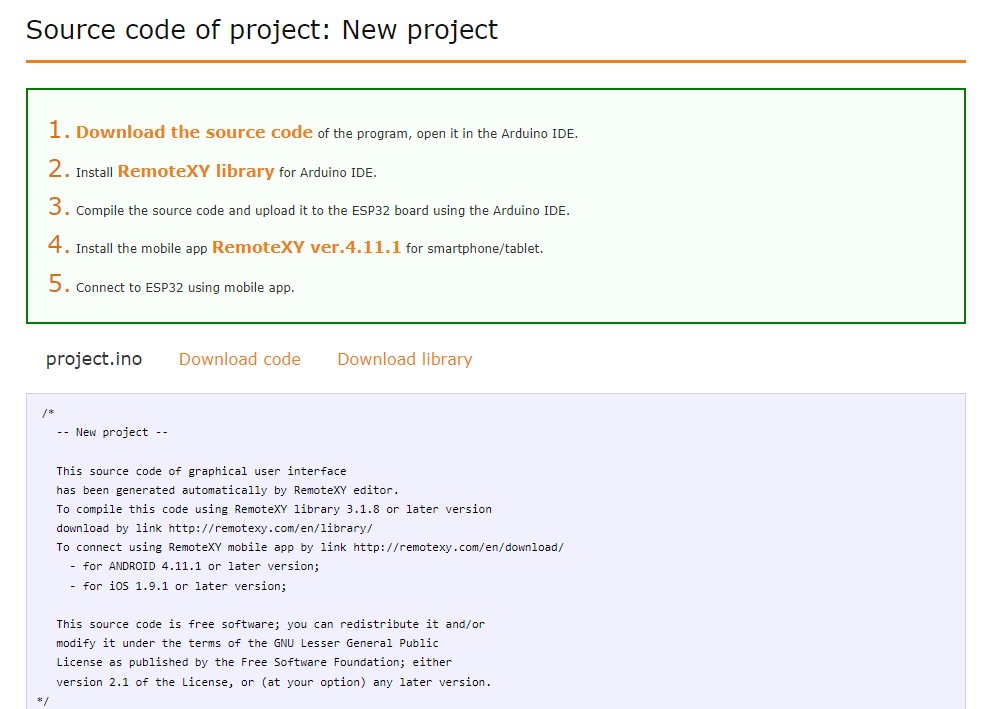 Source code of project: New project
1. Download the source code of the program, open it in the Arduino IDE.
2. Install RemoteXY library for Arduino IDE.
3. Compile the source code and upload it to the ESP32 board using the Arduino IDE.
4. Install the mobile app RemoteXY ver.4.11.1 for smartphone/tablet.
5. Connect to ESP32 using mobile app.
project.ino Download code Download library
/*
-- New project --
This source code of graphical user interface
has been generated automatically by RemoteXY editor.
To compile this code using RemoteXY library 3.1.8 or later version
download by link http://remotexy.com/en/library/
To connect using RemoteXY mobile app by link http://remotexy.com/en/download/
- for ANDROID 4.11.1 or later version;
- for iOS 1.9.1 or later version;
This source code is free software; you can redistribute it and/or
modify it under the terms of the GNU Lesser General Public
License as published by the Free Software Foundation; either
version 2.1 of the License, or (at your option) any later version.
*/